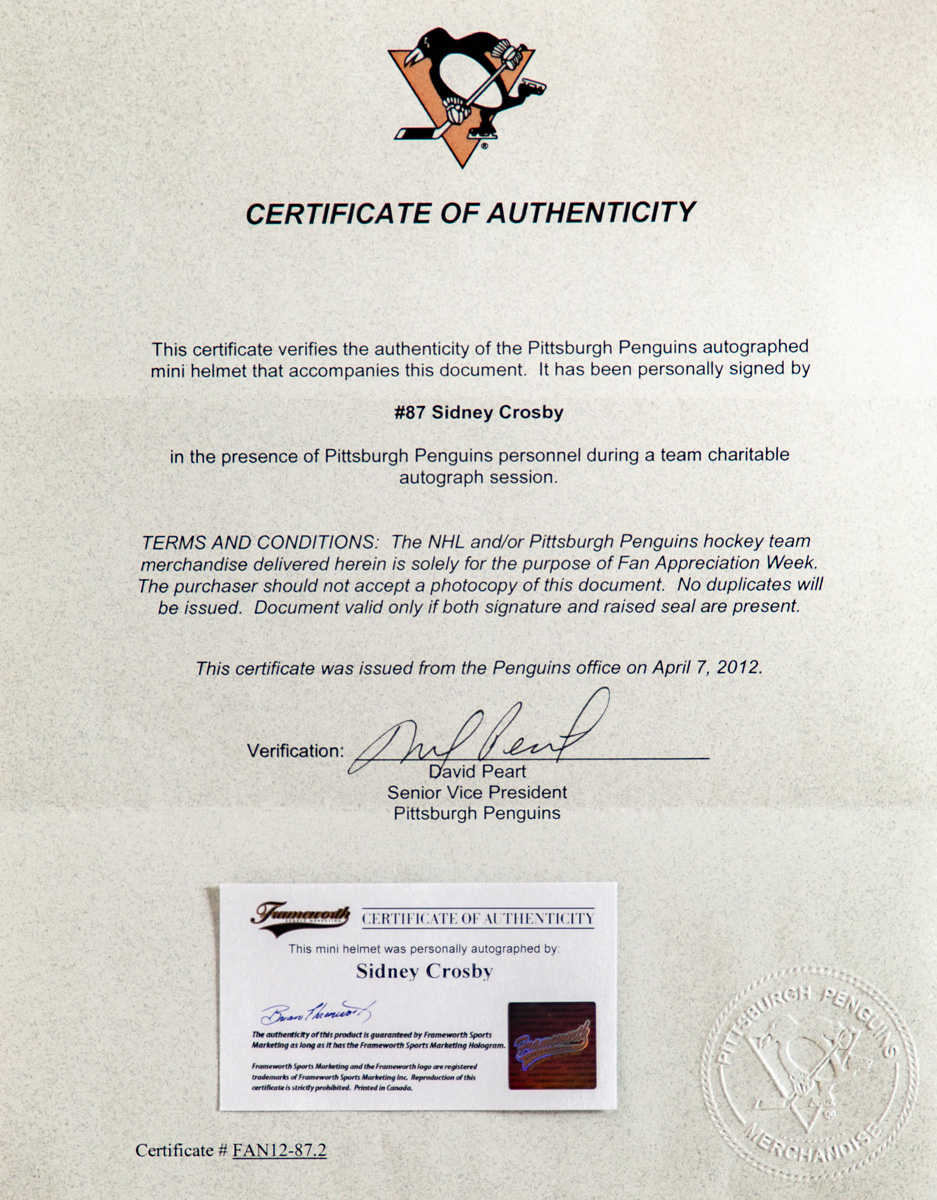 CERTIFICATE OF AUTHENTICITY
This certificate verifies the authenticity of the Pittsburgh Penguins autographed
mini helmet that accompanies this document.  It has been personally signed by
#87 Sidney Crosby
in the presence of Pittsburgh Penguins personnel during a team charitable
autograph session.
TERMS AND CONDITIONS:  The NHL and/or Pittsburgh Penguins hockey team
merchandise delivered herein is solely for the purpose of Fan Appreciation Week.
The purchaser should not accept a photocopy of this document.  No duplicates will
be issued.  Document valid only if both signature and raised seal are present.
This certificate was issued from the Penguins office on April 7, 2012.
Verification:
David Peart
Senior Vice President
Pittsburgh Penguins
Frameworth CERTIFICATE OF AUTHENTICITY
SPORTS MARKETING
This mini helmet was personally autographed by:
Sidney Crosby
The authenticity of this product is guaranteed by Frameworth Sports
Marketing as long as it has the Frameworth Sports Marketing Hologram.
Frameworth
Frameworth Sports Marketing and the Frameworth logo are registered
trademarks of Frameworth Sports Marketing Inc. Reproduction of this
certificate is strictly prohibited. Printed in Canada.
PITTSBURGH PENGUINS
MERCHANDISE
Certificate # FAN12-87.2